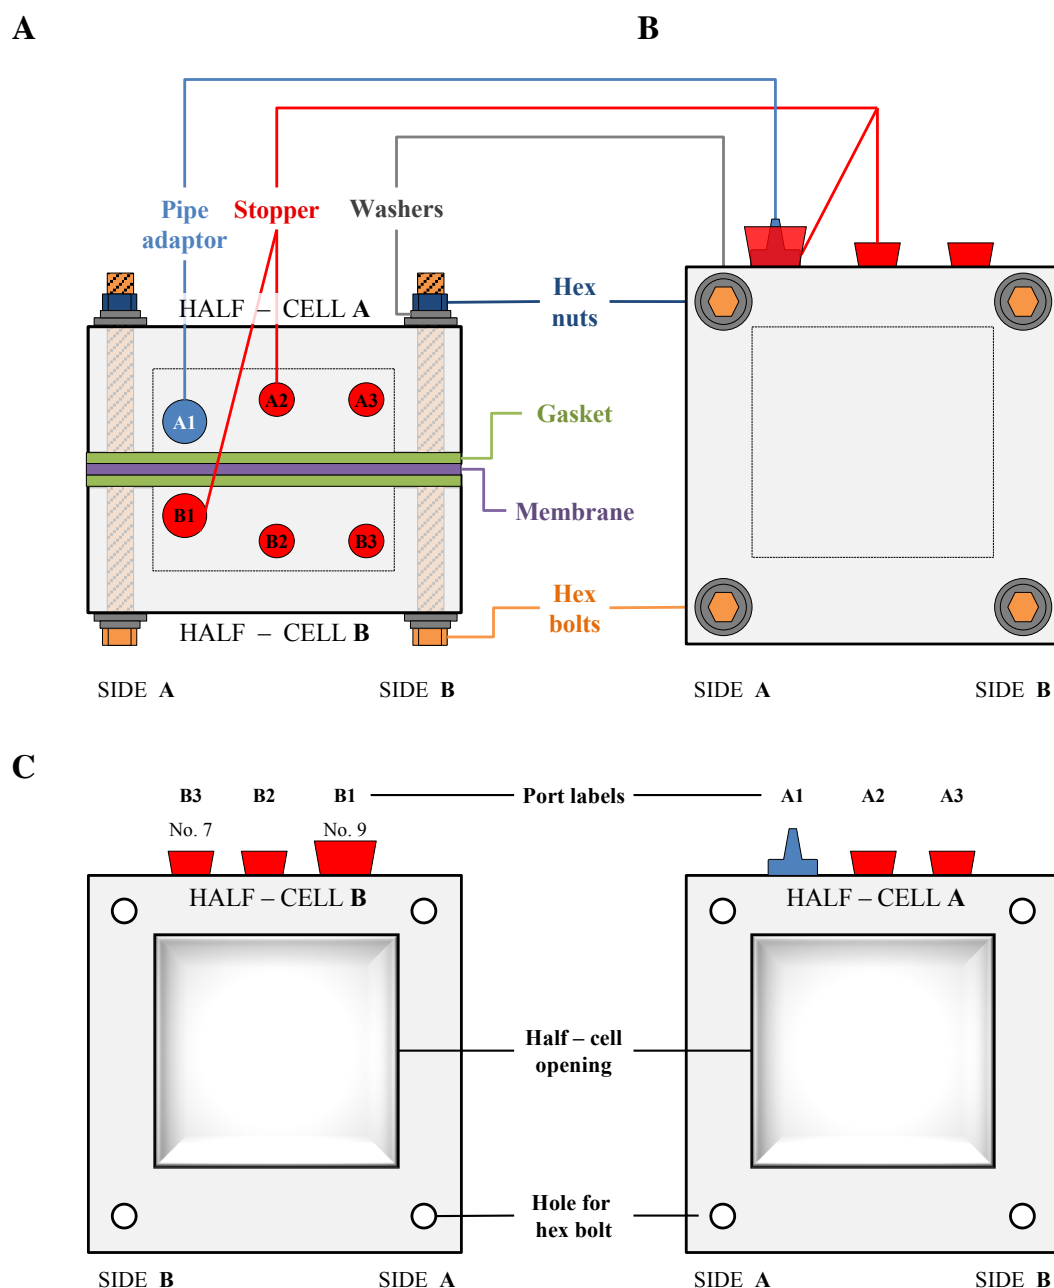 A
B
Pipe
adaptor
Stopper
Washers
HALF – CELL A
Hex
nuts
A1
A2
A3
Gasket
B1
B2
B3
Membrane
Hex
bolts
HALF – CELL B
SIDE A
SIDE B
SIDE A
SIDE B
C
B3
B2
B1
Port labels
A1
A2
A3
No. 7
No. 9
HALF – CELL B
HALF – CELL A
Half – cell
opening
Hole for
hex bolt
SIDE B
SIDE A
SIDE A
SIDE B